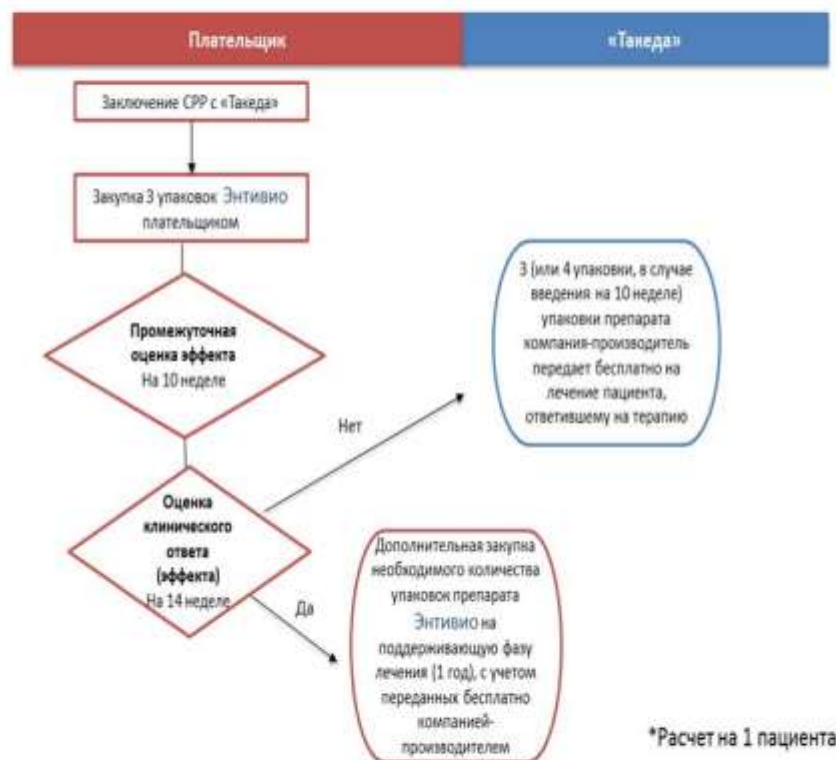 Плательщик
«Такеда»
Заключение СРР с «Такеда»
Закупка 3 упаковок Энтивио
плательщиком
3 (или 4 упаковки, в случае
введения на 10 неделе)
упаковки препарата
компания-производитель
передает бесплатно на
лечение пациента,
ответившему на терапию
Промежуточная
оценка эффекта
На 10 неделе
Нет
Оценка
клинического
ответа
(эффекта)
На 14 неделе
Да
Дополнительная закупка
необходимого количества
упаковок препарата
Энтивио на
поддерживающую фазу
лечения (1 год), с учетом
переданных бесплатно
компанией-
производителем
*Расчет на 1 пациента